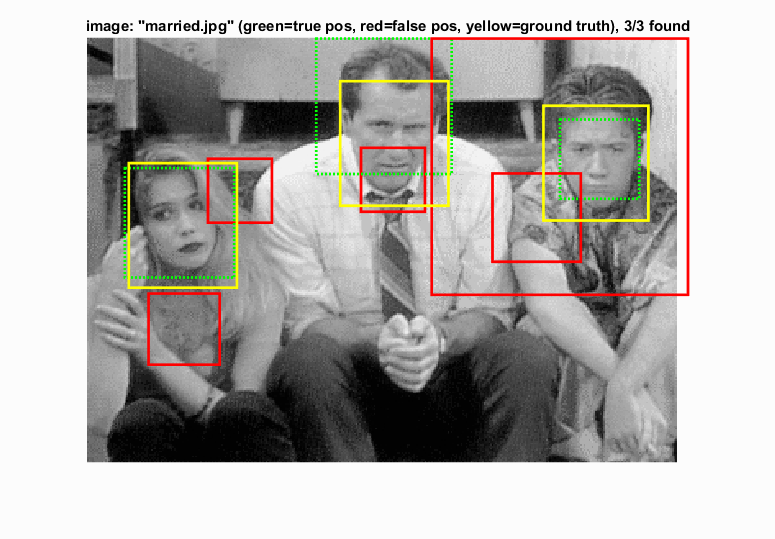 image: "married.jpg" (green=true pos, red=false pos, yellow=ground truth), 3/3 found